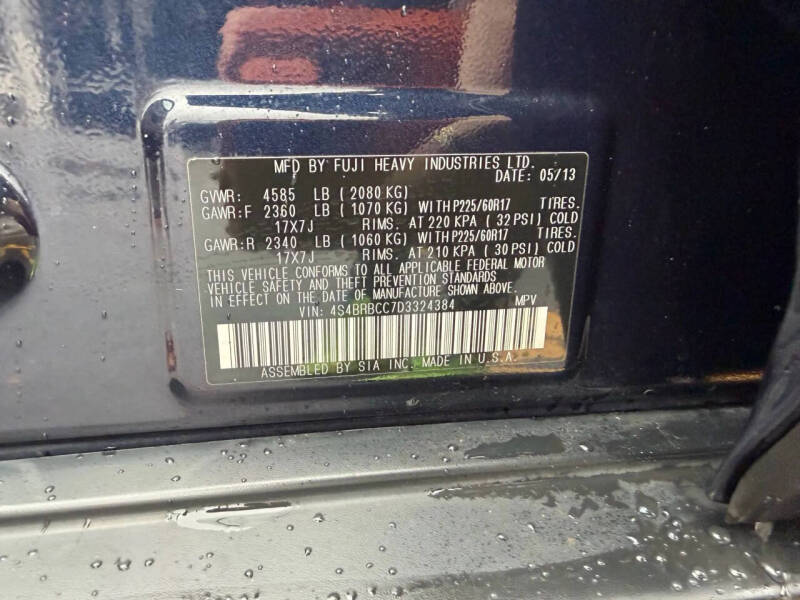 MFD BY FUJI HEAVY INDUSTRIES LTD.
DATE: 05/13
GVWR: 4585 LB ( 2080 KG)
GAWR:F 2360 LB ( 1070 KG) WITH P225/60R17 TIRES.
17X7J RIMS. AT 220 KPA ( 32 PSI) COLD
GAWR:R 2340 LB ( 1060 KG) WITH P225/60R17 TIRES.
17X7J RIMS. AT 210 KPA ( 30 PSI) COLD
THIS VEHICLE CONFORMS TO ALL APPLICABLE FEDERAL MOTOR
VEHICLE SAFETY AND THEFT PREVENTION STANDARDS
IN EFFECT ON THE DATE OF MANUFACTURE SHOWN ABOVE.
VIN: 4S4BRBCC7D3324384 MPV
ASSEMBLED BY SIA INC. MADE IN U.S.A.